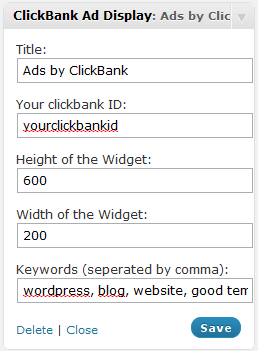 ClickBank Ad Display: Ads by Clic
Title:
Ads by ClickBank
Your clickbank ID:
yourclickbankid
Height of the Widget:
600
Width of the Widget:
200
Keywords (seperated by comma):
wordpress, blog, website, good tem
Delete | Close
Save